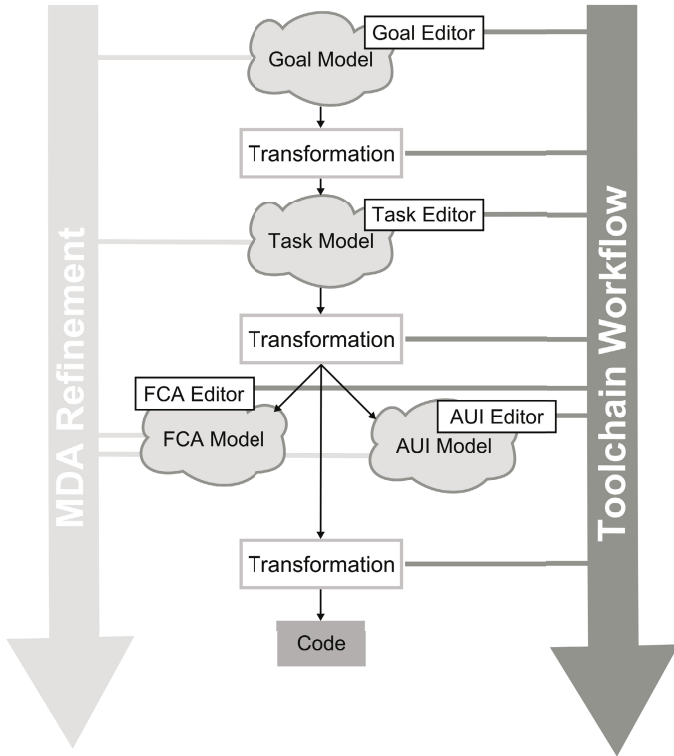 Goal Editor
Goal Model
Transformation
Task Editor
Task Model
Transformation
FCA Editor
FCA Model
AUI Editor
AUI Model
Transformation
Code
MDA Refinement
Toolchain Workflow